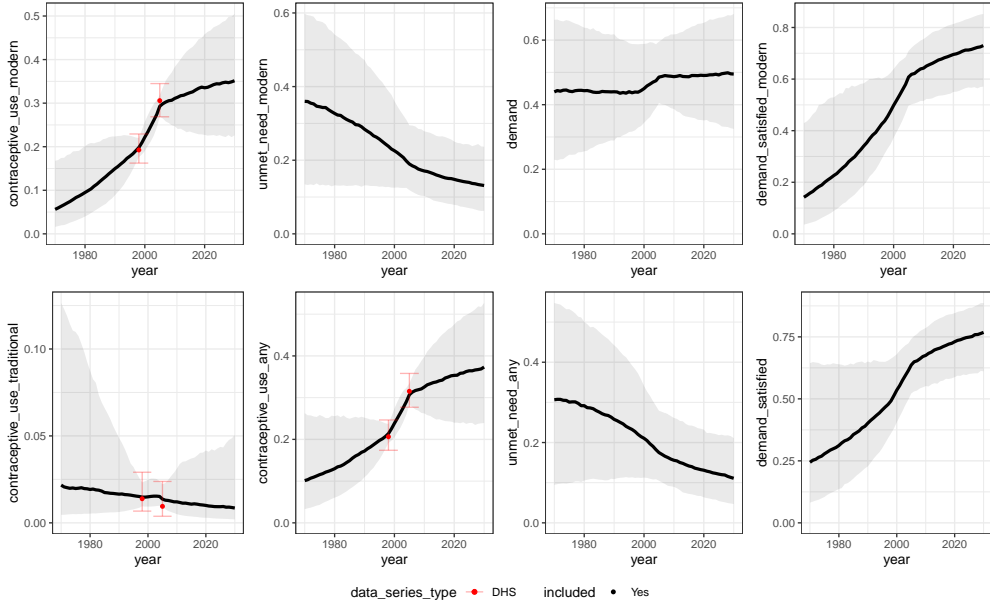 contraceptive_use_modern
0.0
0.1
0.2
0.3
0.4
0.5
1980 2000 2020
year
unmet_need_modern
0.0
0.2
0.4
0.6
1980 2000 2020
year
demand
0.0
0.2
0.4
0.6
1980 2000 2020
year
demand_satisfied_modern
0.0
0.2
0.4
0.6
0.8
1980 2000 2020
year
contraceptive_use_traditional
0.00
0.05
0.10
1980 2000 2020
year
contraceptive_use_any
0.0
0.2
0.4
1980 2000 2020
year
unmet_need_any
0.0
0.2
0.4
1980 2000 2020
year
demand_satisfied
0.00
0.25
0.50
0.75
1980 2000 2020
year
data_series_type DHS included Yes